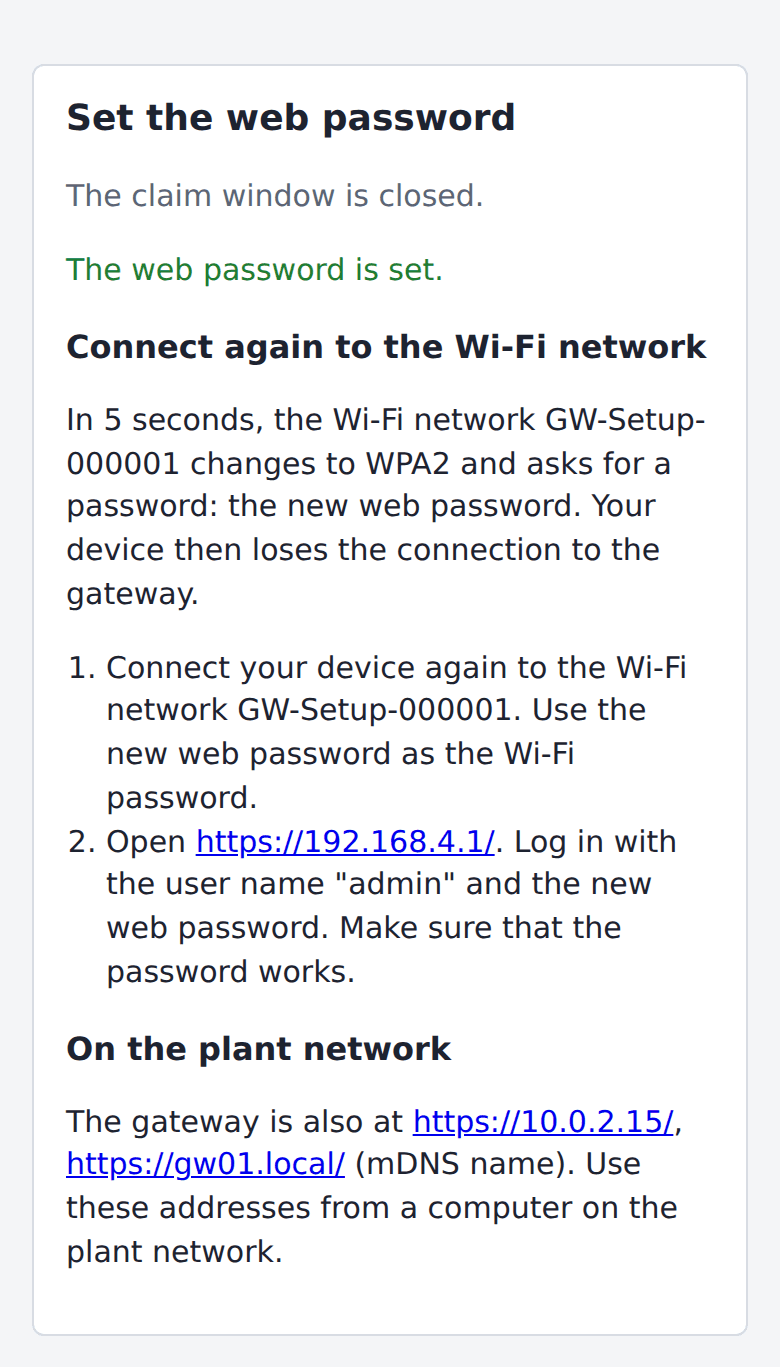 Set the web password
The claim window is closed.
The web password is set.
Connect again to the Wi-Fi network
In 5 seconds, the Wi-Fi network GW-Setup-
000001 changes to WPA2 and asks for a
password: the new web password. Your
device then loses the connection to the
gateway.
1. Connect your device again to the Wi-Fi
network GW-Setup-000001. Use the
new web password as the Wi-Fi
password.
2. Open https://192.168.4.1/. Log in with
the user name "admin" and the new
web password. Make sure that the
password works.
On the plant network
The gateway is also at https://10.0.2.15/,
https://gw01.local/ (mDNS name). Use
these addresses from a computer on the
plant network.